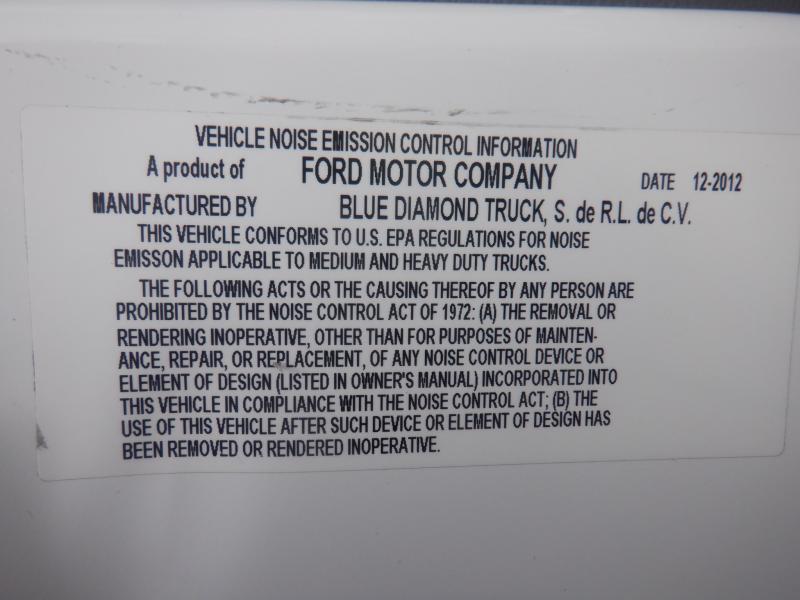 VEHICLE NOISE EMISSION CONTROL INFORMATION
A product of FORD MOTOR COMPANY DATE 12-2012
MANUFACTURED BY BLUE DIAMOND TRUCK, S. de R.L. de C.V.
THIS VEHICLE CONFORMS TO U.S. EPA REGULATIONS FOR NOISE
EMISSON APPLICABLE TO MEDIUM AND HEAVY DUTY TRUCKS.
THE FOLLOWING ACTS OR THE CAUSING THEREOF BY ANY PERSON ARE
PROHIBITED BY THE NOISE CONTROL ACT OF 1972: (A) THE REMOVAL OR
RENDERING INOPERATIVE, OTHER THAN FOR PURPOSES OF MAINTEN-
ANCE, REPAIR, OR REPLACEMENT, OF ANY NOISE CONTROL DEVICE OR
ELEMENT OF DESIGN (LISTED IN OWNER'S MANUAL) INCORPORATED INTO
THIS VEHICLE IN COMPLIANCE WITH THE NOISE CONTROL ACT; (B) THE
USE OF THIS VEHICLE AFTER SUCH DEVICE OR ELEMENT OF DESIGN HAS
BEEN REMOVED OR RENDERED INOPERATIVE.